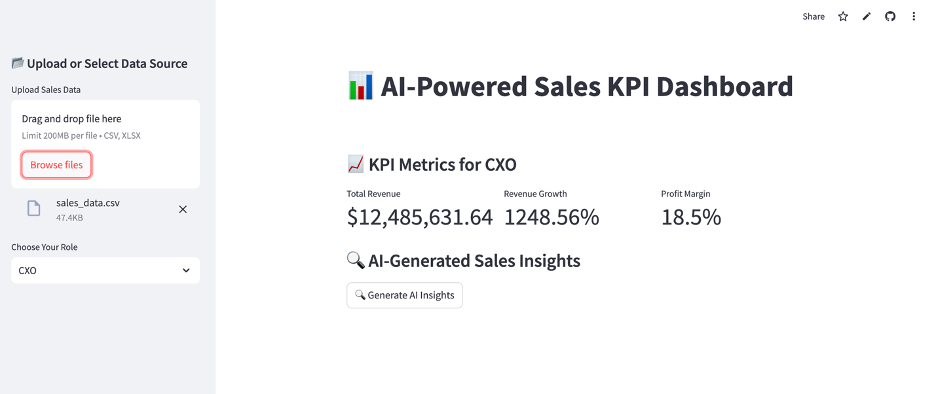 Share
📂 Upload or Select Data Source
Upload Sales Data
Drag and drop file here
Limit 200MB per file • CSV, XLSX
Browse files
sales_data.csv
47.4KB
Choose Your Role
CXO
📊 AI-Powered Sales KPI Dashboard
📈 KPI Metrics for CXO
Total Revenue Revenue Growth Profit Margin
$12,485,631.64 1248.56% 18.5%
🔍 AI-Generated Sales Insights
🔍 Generate AI Insights